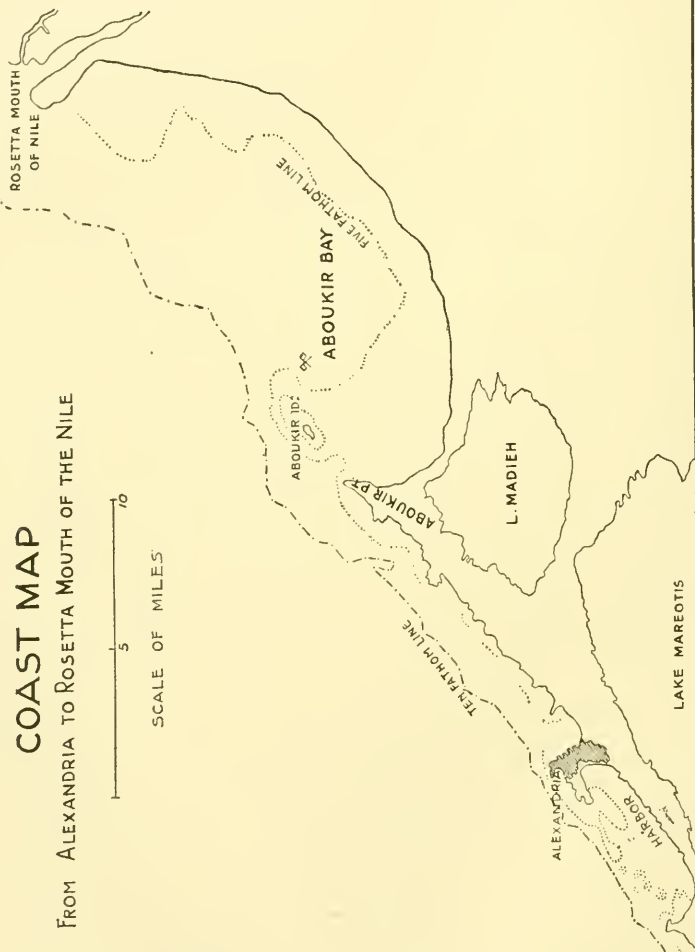 COAST MAP
FROM ALEXANDRIA TO ROSETTA MOUTH OF THE NILE
5
10
SCALE OF MILES
ROSETTA MOUTH
OF NILE
FIVE FATHOM LINE
ABOUKIR BAY
ABOUKIR ID.
ABOUKIR PT.
L. MADIEH
TEN FATHOM LINE
ALEXANDRIA
HARBOR
LAKE MAREOTIS